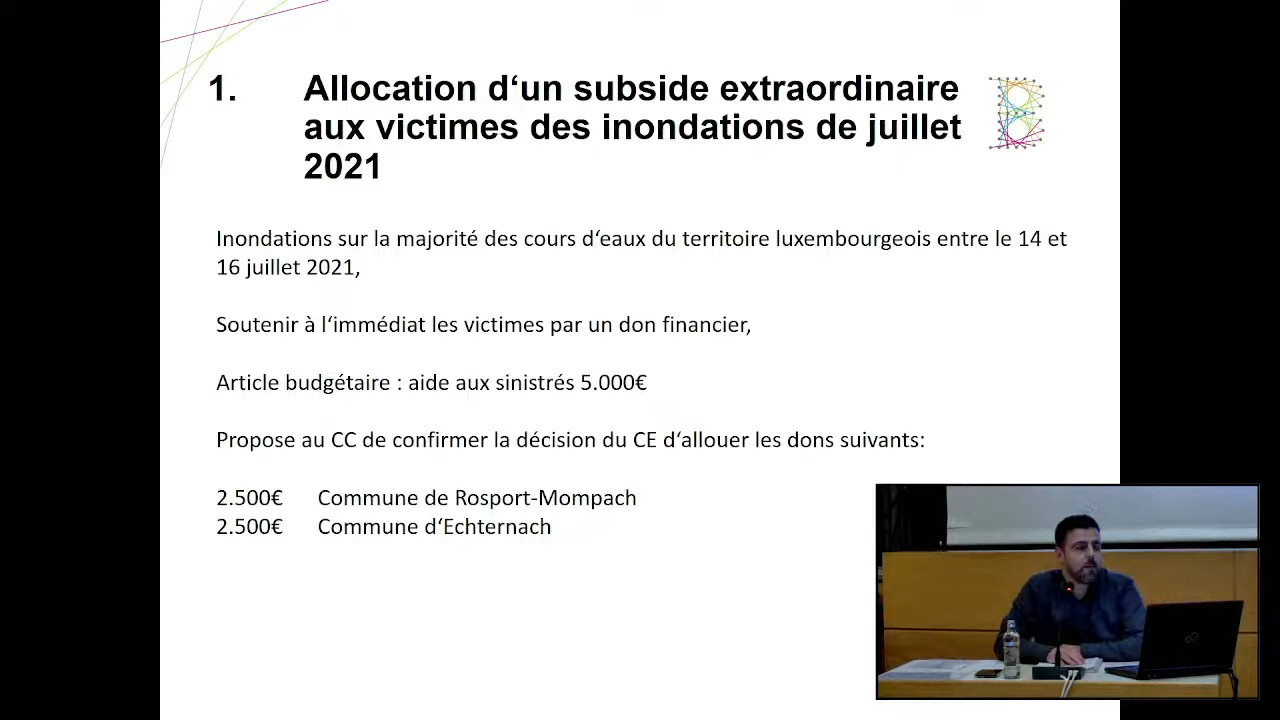 1. Allocation d‘un subside extraordinaire
aux victimes des inondations de juillet
2021
Inondations sur la majorité des cours d‘eaux du territoire luxembourgeois entre le 14 et
16 juillet 2021,
Soutenir à l‘immédiat les victimes par un don financier,
Article budgétaire : aide aux sinistrés 5.000€
Propose au CC de confirmer la décision du CE d‘allouer les dons suivants:
2.500€ Commune de Rosport-Mompach
2.500€ Commune d‘Echternach